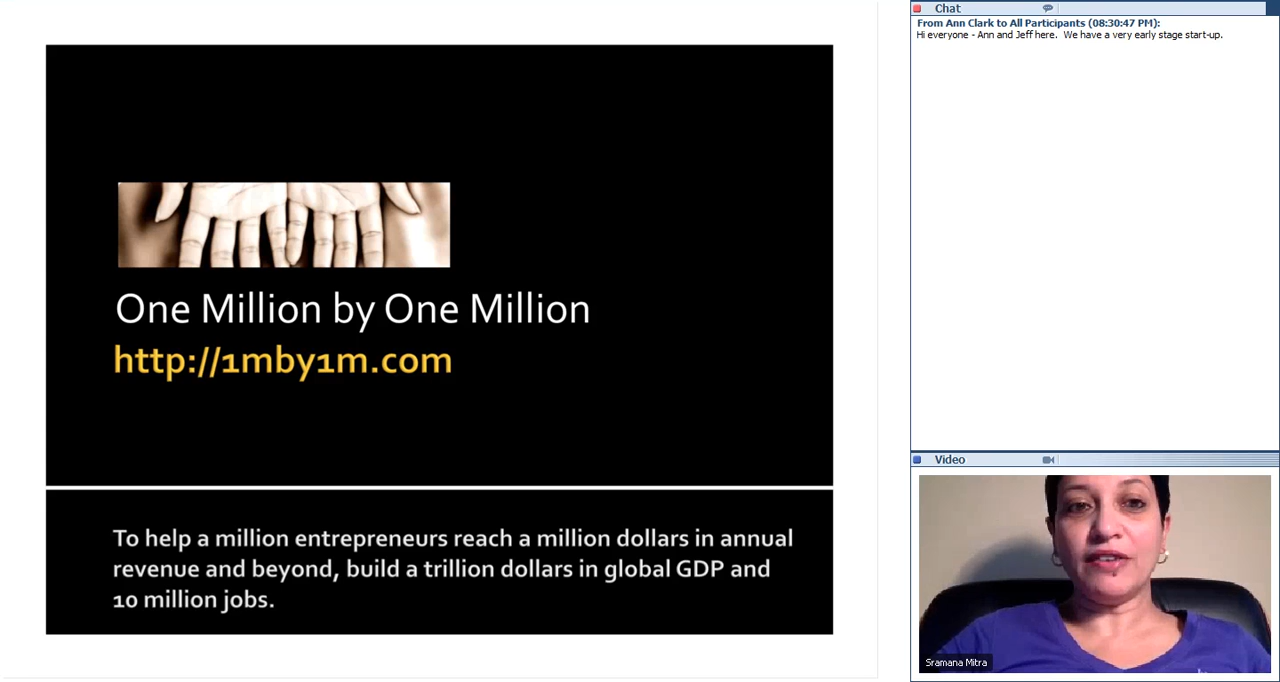 One Million by One Million
http://1mby1m.com
To help a million entrepreneurs reach a million dollars in annual
revenue and beyond, build a trillion dollars in global GDP and
10 million jobs.
Chat
From Ann Clark to All Participants (08:30:47 PM):
Hi everyone - Ann and Jeff here. We have a very early stage start-up.
Video
Sramana Mitra